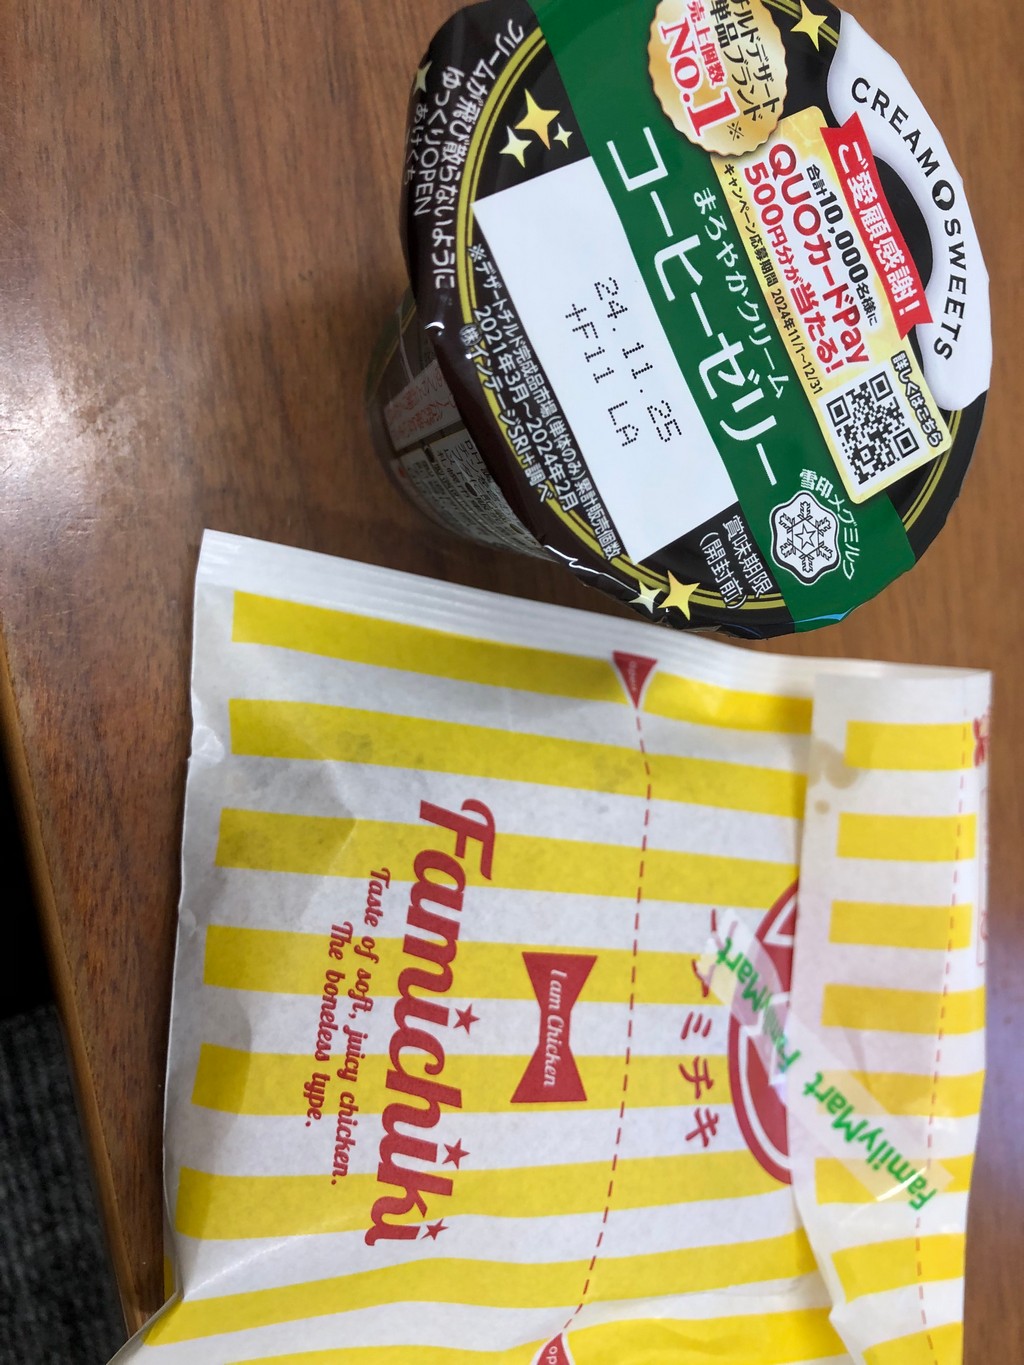 CREAM SWEETS
ご愛顧感謝!
合計10,000名様に
QUOカードPay
500円分が当たる!
キャンペーン応募期間 2024年11/1~12/31
詳しくはこちら
チルドデザート
単品ブランド
売上個数
No.1※
まろやかクリーム
コーヒーゼリー
雪印メグミルク
24.11.25
+F11 LA
賞味期限
(開封前)
※デザートチルド完成品市場(単体のみ)累計販売個数
2021年3月~2024年2月
㈱インテージSRI+調べ
クリームが飛び散らないように
ゆっくりOPEN
あけくち
FamilyMart FamilyMart FamilyMart
ミチキ
I am Chicken
Famichiki
Taste of soft, juicy chicken.
The boneless type.